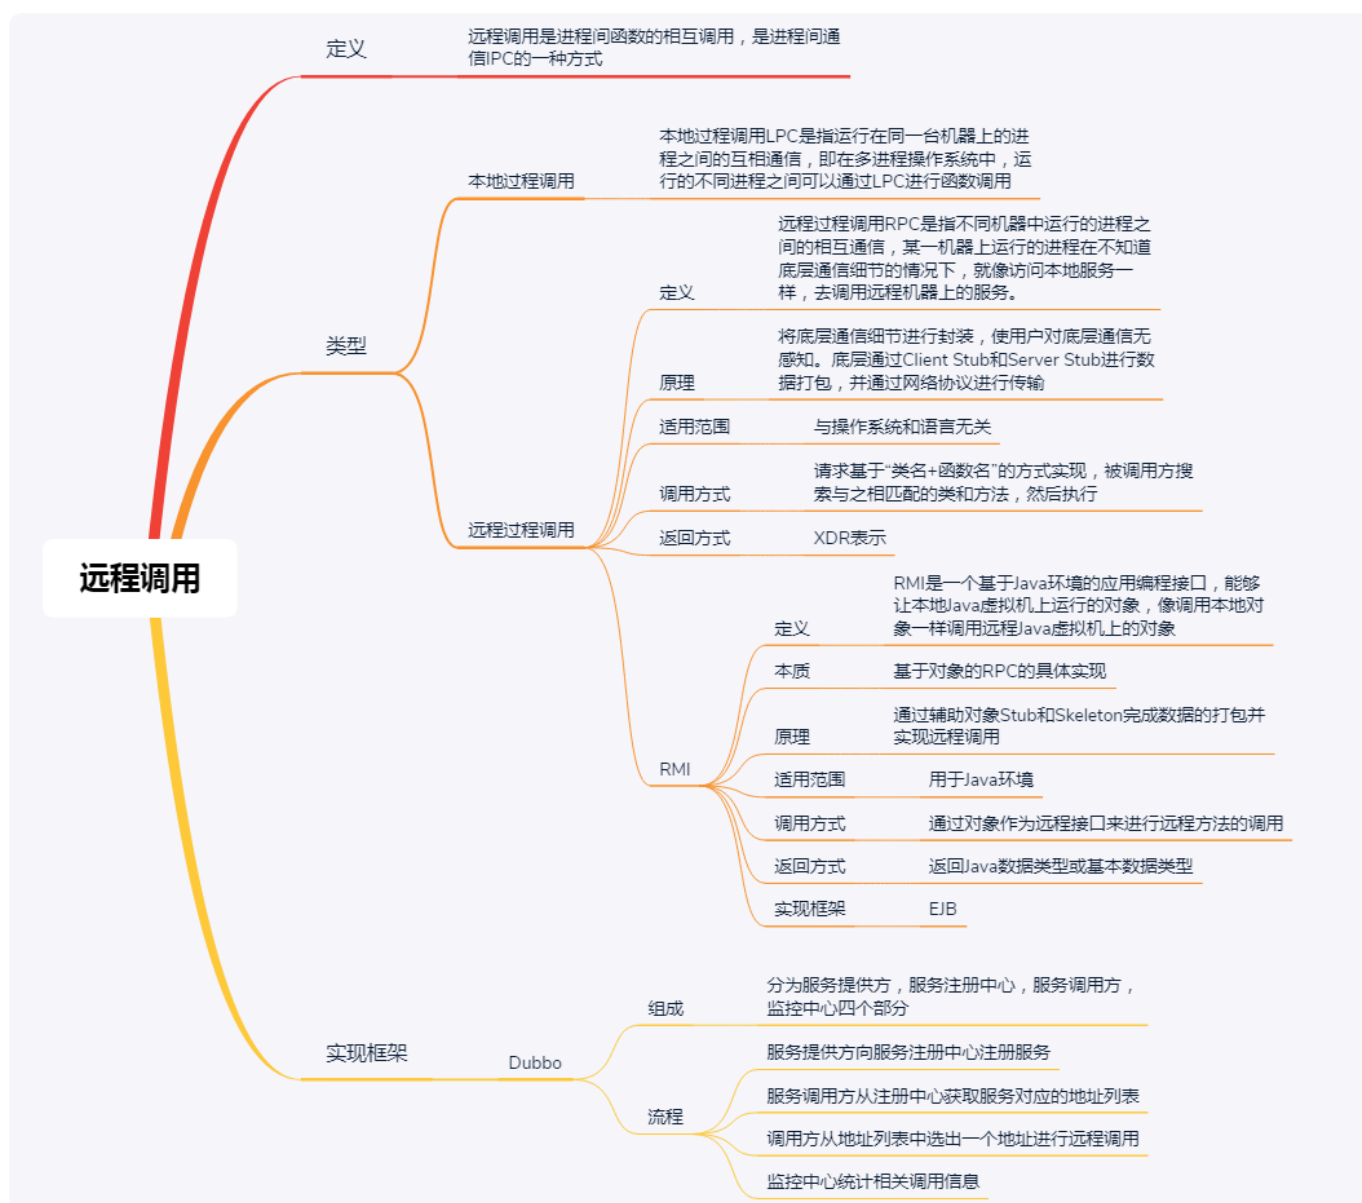 定义
远程调用是进程间函数的相互调用，是进程间通
信IPC的一种方式
本地过程调用LPC是指运行在同一台机器上的进
程之间的互相通信，即在多进程操作系统中，运
行的不同进程之间可以通过LPC进行函数调用
本地过程调用
远程过程调用RPC是指不同机器中运行的进程之
间的相互通信，某一机器上运行的进程在不知道
底层通信细节的情况下，就像访问本地服务一
样，去调用远程机器上的服务。
定义
类型
将底层通信细节进行封装，使用户对底层通信无
感知。底层通过Client Stub和Server Stub进行数
据打包，并通过网络协议进行传输
原理
适用范围
与操作系统和语言无关
请求基于“类名+函数名”的方式实现，被调用方搜
索与之相匹配的类和方法，然后执行
调用方式
远程过程调用
返回方式
XDR表示
远程调用
RMI是一个基于Java环境的应用编程接口，能够
让本地Java虚拟机上运行的对象，像调用本地对
象一样调用远程Java虚拟机上的对象
定义
本质
基于对象的RPC的具体实现
通过辅助对象Stub和Skeleton完成数据的打包并
实现远程调用
原理
RMI
适用范围
用于Java环境
调用方式
通过对象作为远程接口来进行远程方法的调用
返回方式
返回Java数据类型或基本数据类型
实现框架
EJB
分为服务提供方，服务注册中心，服务调用方，
监控中心四个部分
组成
实现框架
Dubbo
服务提供方向服务注册中心注册服务
服务调用方从注册中心获取服务对应的地址列表
流程
调用方从地址列表中选出一个地址进行远程调用
监控中心统计相关调用信息